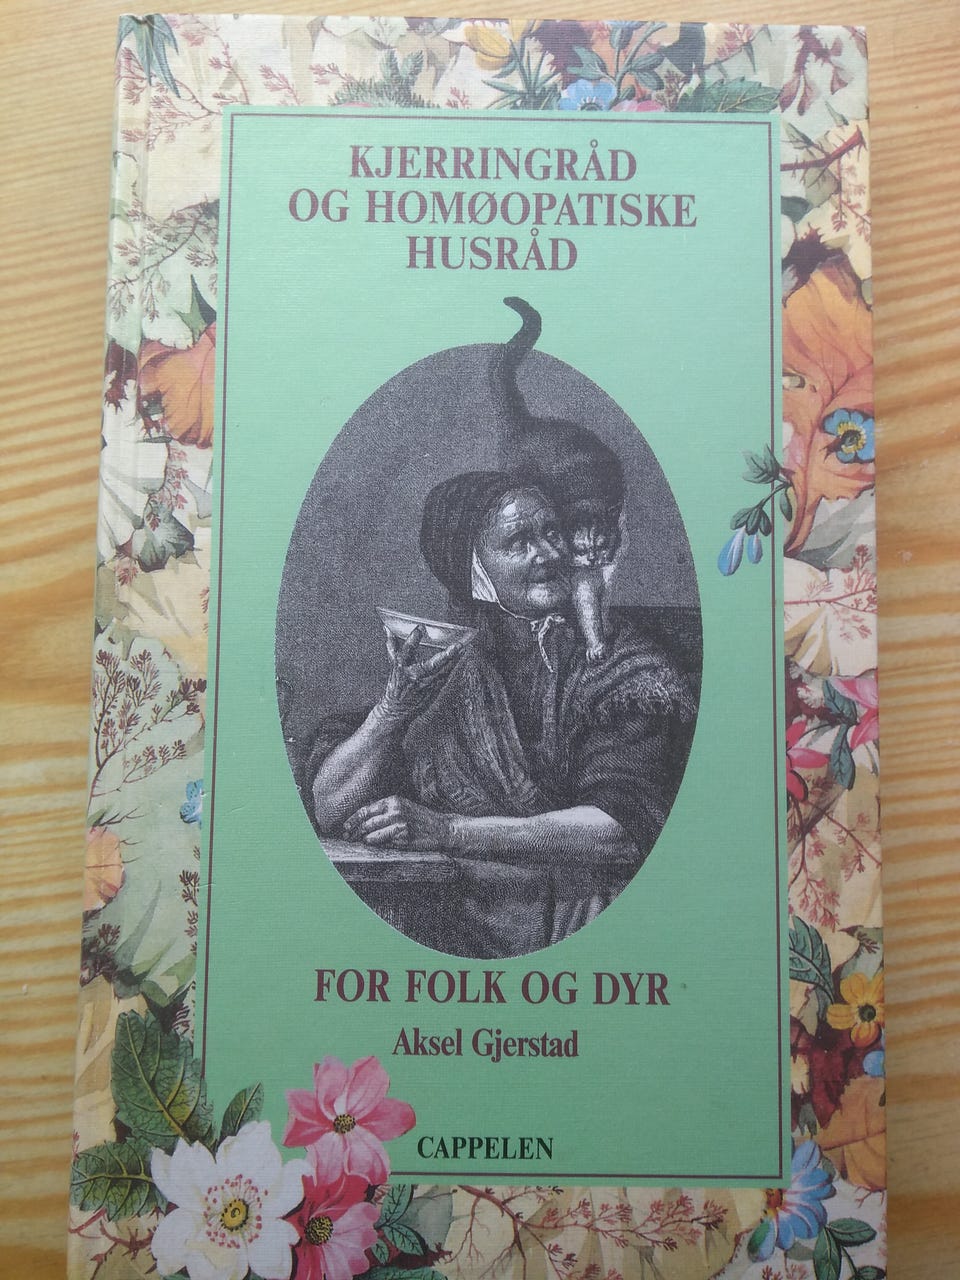 KJERRINGRÅD
OG HOMØOPATISKE
HUSRÅD
FOR FOLK OG DYR
Aksel Gjerstad
CAPPELEN